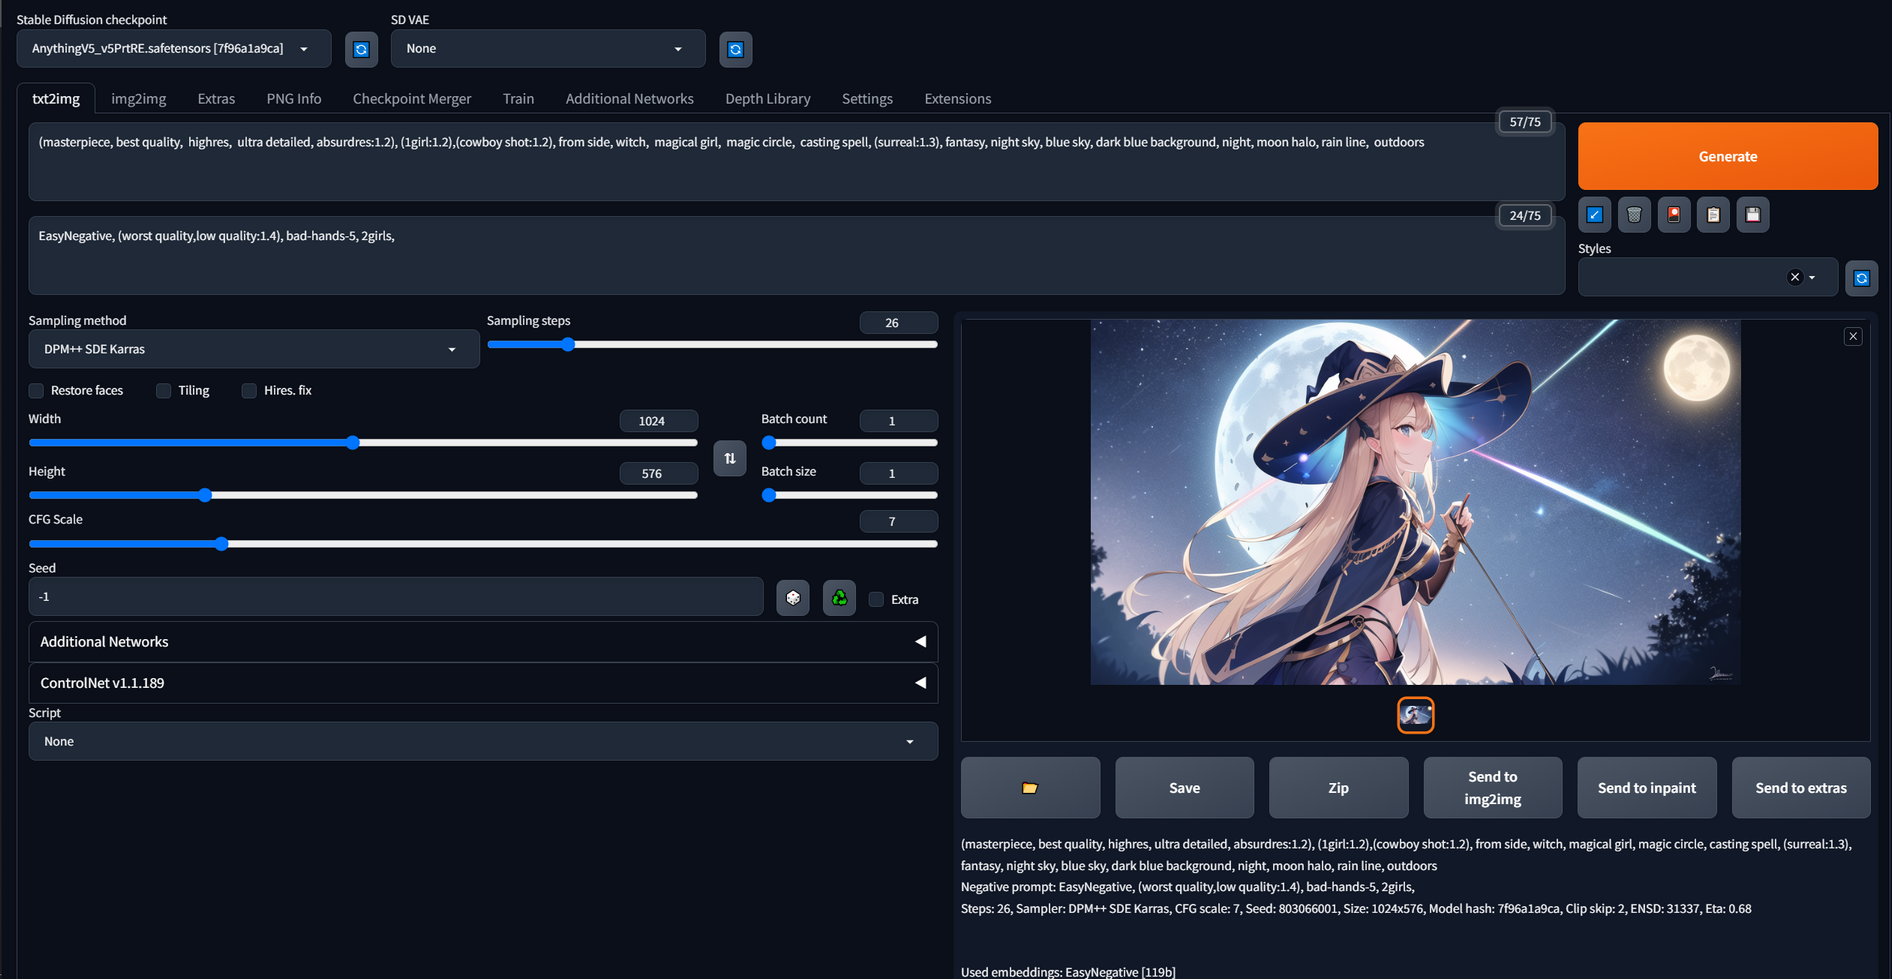 Stable Diffusion checkpoint
SD VAE
AnythingV5_v5PrtRE.safetensors [7f96a1a9ca]
None
txt2img
img2img
Extras
PNG Info
Checkpoint Merger
Train
Additional Networks
Depth Library
Settings
Extensions
57/75
(masterpiece, best quality, highres, ultra detailed, absurdres:1.2), (1girl:1.2),(cowboy shot:1.2), from side, witch, magical girl, magic circle, casting spell, (surreal:1.3), fantasy, night sky, blue sky, dark blue background, night, moon halo, rain line, outdoors
Generate
24/75
EasyNegative, (worst quality,low quality:1.4), bad-hands-5, 2girls,
Styles
Sampling method
DPM++ SDE Karras
Sampling steps
26
Restore faces
Tiling
Hires. fix
Width
1024
Batch count
1
Height
576
Batch size
1
CFG Scale
7
Seed
-1
Extra
Additional Networks
ControlNet v1.1.189
Script
None
Save
Zip
Send to
img2img
Send to inpaint
Send to extras
(masterpiece, best quality, highres, ultra detailed, absurdres:1.2), (1girl:1.2),(cowboy shot:1.2), from side, witch, magical girl, magic circle, casting spell, (surreal:1.3),
fantasy, night sky, blue sky, dark blue background, night, moon halo, rain line, outdoors
Negative prompt: EasyNegative, (worst quality,low quality:1.4), bad-hands-5, 2girls,
Steps: 26, Sampler: DPM++ SDE Karras, CFG scale: 7, Seed: 803066001, Size: 1024x576, Model hash: 7f96a1a9ca, Clip skip: 2, ENSD: 31337, Eta: 0.68
Used embeddings: EasyNegative [119b]